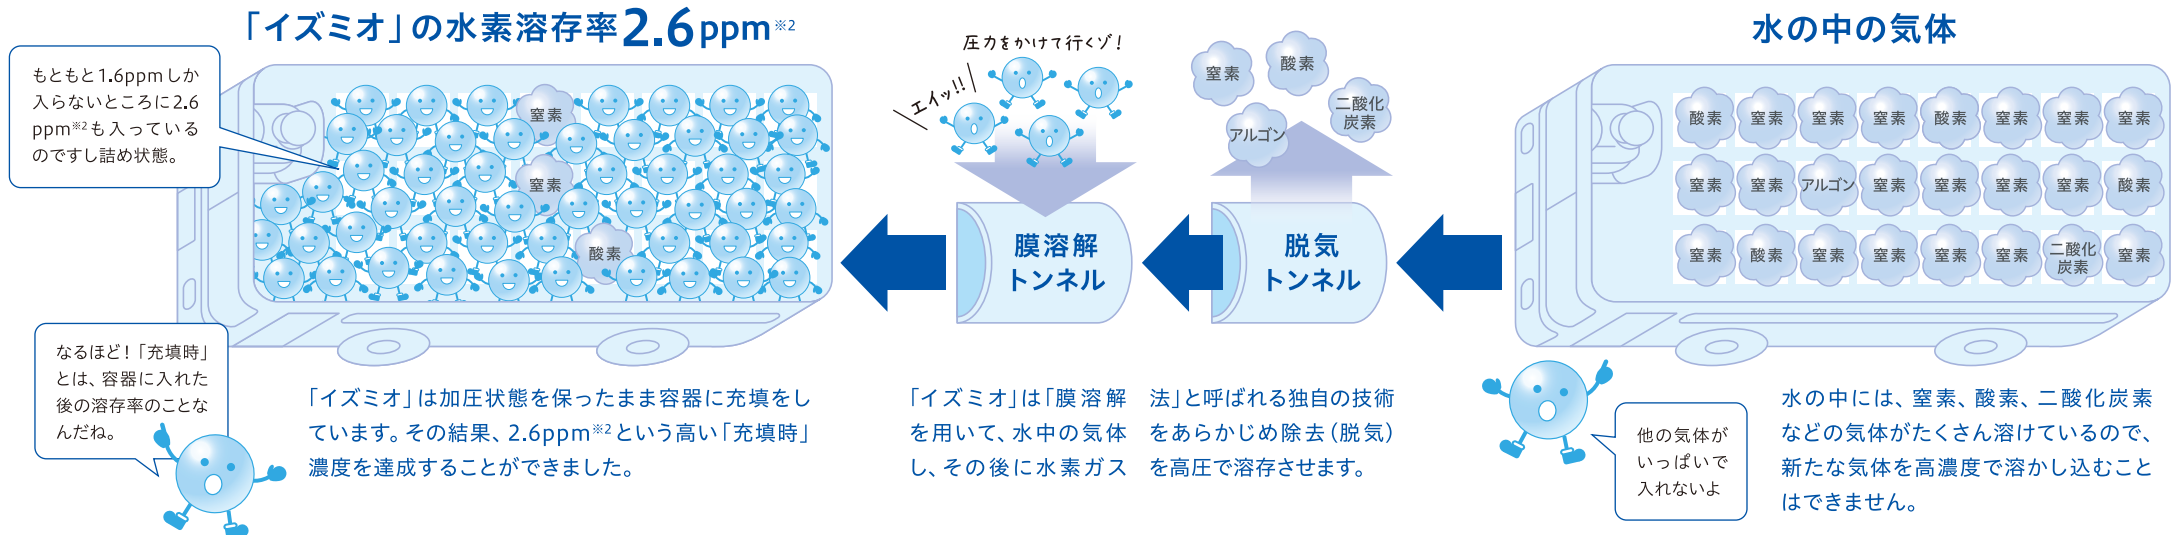 「イズミオ」の水素溶存率2.6ppm※2
もともと1.6ppmしか
入らないところに2.6
ppm※2も入っている
のですし詰め状態。
窒素
窒素
酸素
なるほど!「充填時」
とは、容器に入れた
後の溶存率のことな
んだね。
「イズミオ」は加圧状態を保ったまま容器に充填をし
ています。その結果、2.6ppm※2という高い「充填時」
濃度を達成することができました。
圧力をかけて行くゾ!
エイッ!!
膜溶解
トンネル
窒素
酸素
二酸化
炭素
アルゴン
脱気
トンネル
「イズミオ」は「膜溶解法」と呼ばれる独自の技術
を用いて、水中の気体をあらかじめ除去(脱気)
し、その後に水素ガスを高圧で溶存させます。
水の中の気体
酸素 窒素 窒素 窒素 酸素 窒素 窒素 窒素
窒素 窒素 アルゴン 窒素 窒素 窒素 窒素 酸素
窒素 酸素 窒素 窒素 窒素 窒素 二酸化炭素 窒素
他の気体が
いっぱいで
入れないよ
水の中には、窒素、酸素、二酸化炭素
などの気体がたくさん溶けているので、
新たな気体を高濃度で溶かし込むこと
はできません。